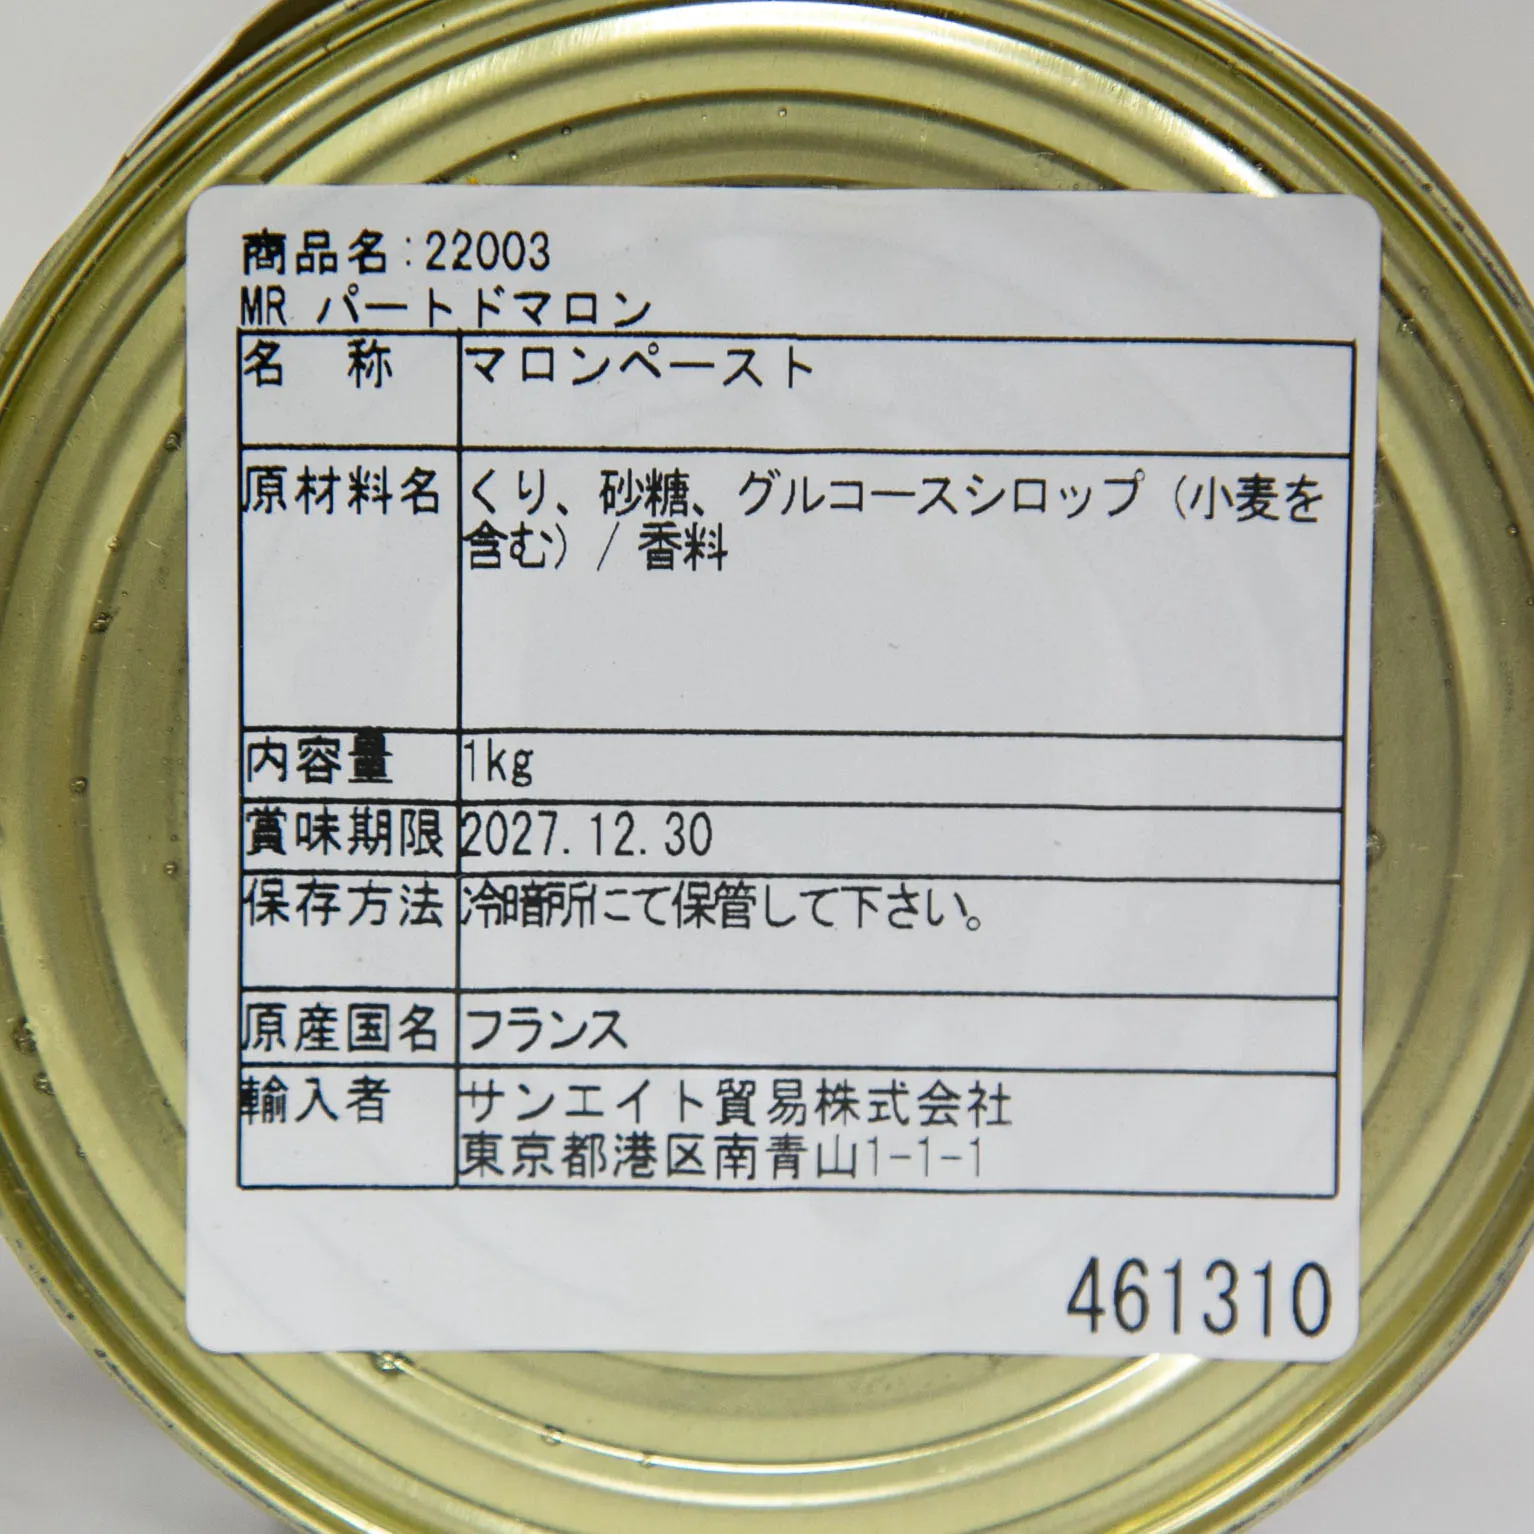 商品名:22003
MR パートドマロン
名 称 マロンペースト
原材料名 くり、砂糖、グルコースシロップ (小麦を
含む) / 香料
内容量 1kg
賞味期限 2027.12.30
保存方法 冷暗所にて保管して下さい。
原産国名 フランス
輸入者 サンエイト貿易株式会社
東京都港区南青山1-1-1
461310